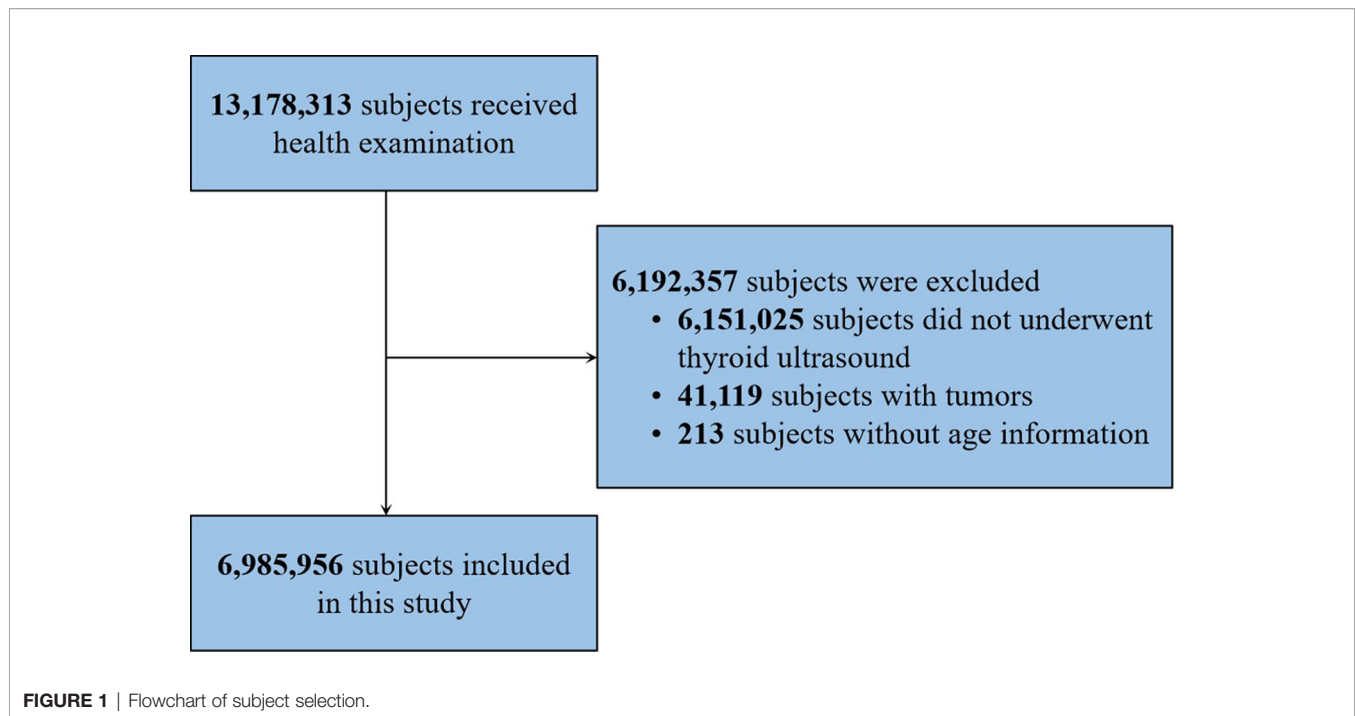 13,178,313 subjects received
health examination
6,192,357 subjects were excluded
• 6,151,025 subjects did not underwent
thyroid ultrasound
• 41,119 subjects with tumors
• 213 subjects without age information
6,985,956 subjects included
in this study
FIGURE 1 | Flowchart of subject selection.